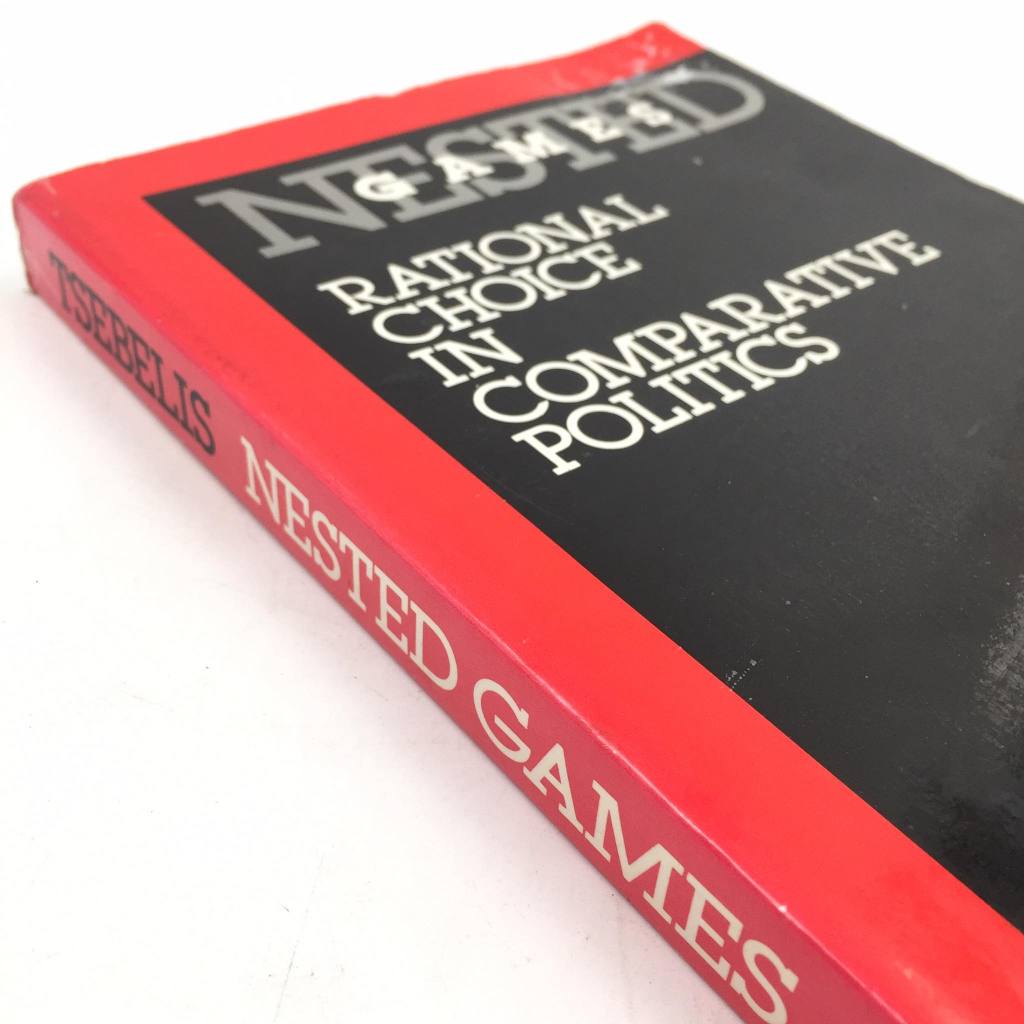 NESTED
GAMES
RATIONAL
CHOICE
IN
COMPARATIVE
POLITICS
TSEBELIS NESTED GAMES